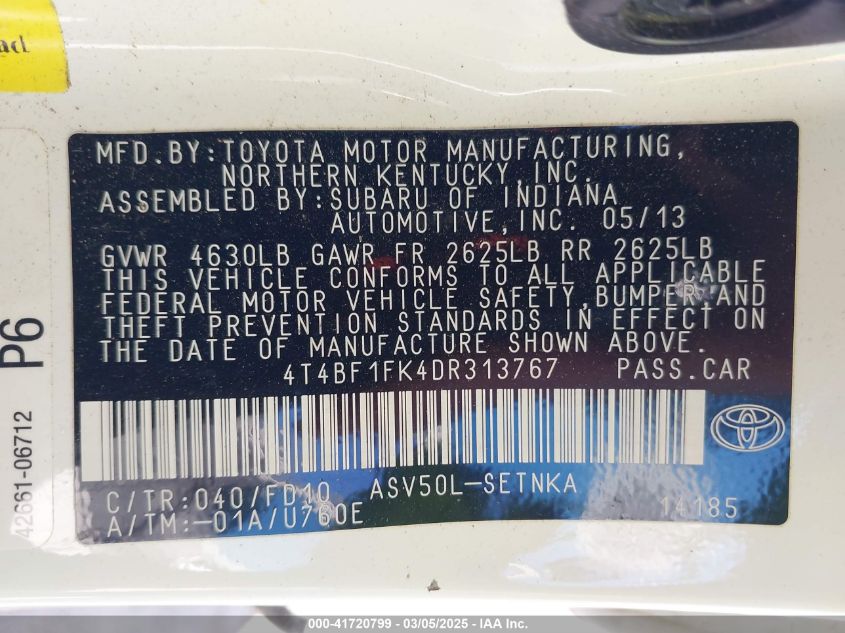 MFD.BY:TOYOTA MOTOR MANUFACTURING,
NORTHERN KENTUCKY,INC.
ASSEMBLED BY:SUBARU OF INDIANA
AUTOMOTIVE,INC. 05/13
GVWR 4630LB GAWR FR 2625LB RR 2625LB
THIS VEHICLE CONFORMS TO ALL APPLICABLE
FEDERAL MOTOR VEHICLE SAFETY,BUMPER,AND
THEFT PREVENTION STANDARDS IN EFFECT ON
THE DATE OF MANUFACTURE SHOWN ABOVE.
4T4BF1FK4DR313767 PASS.CAR
C/TR:040/FD10 ASV50L-SETNKA
A/TM:-01A/U760E 14185
42661-06712 P6
000-41720799 - 03/05/2025 - IAA Inc.